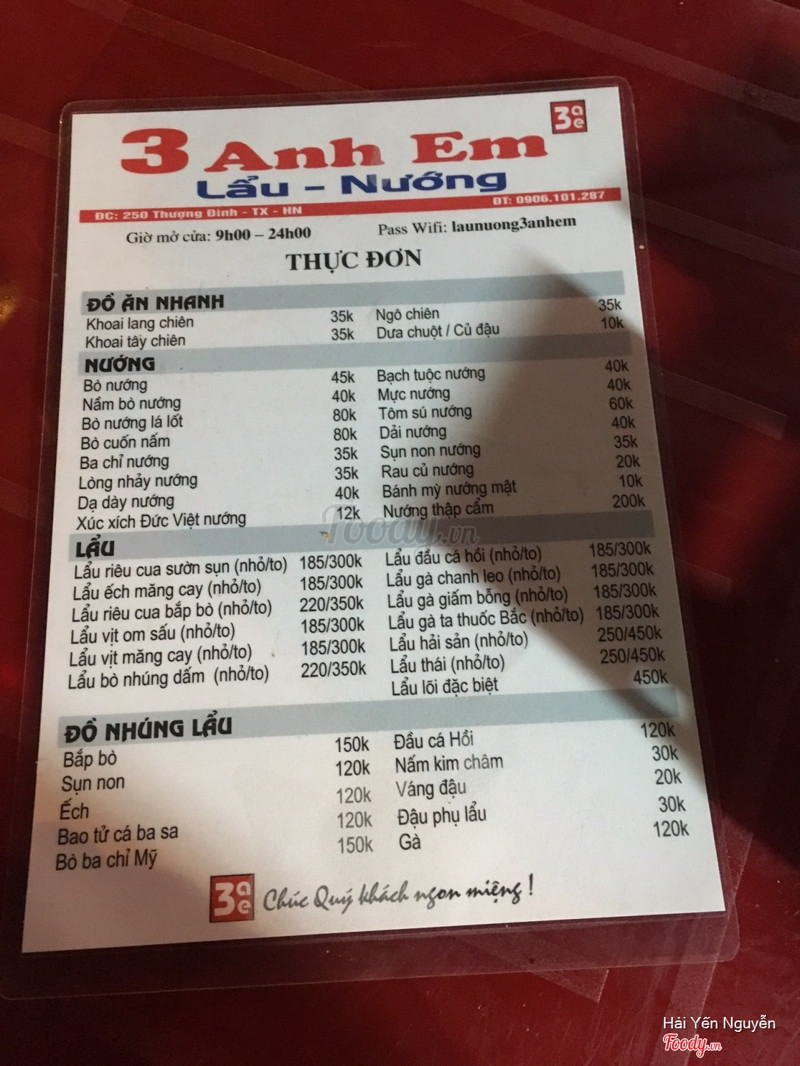 3 Anh Em
3ae
Lẩu - Nướng
ĐC: 250 Thượng Đình - TX - HN
ĐT: 0906.101.287
Giờ mở cửa: 9h00 – 24h00
Pass Wifi: launuong3anhem
THỰC ĐƠN
ĐỒ ĂN NHANH
Khoai lang chiên 35k
Khoai tây chiên 35k
Ngô chiên 35k
Dưa chuột / Củ đậu 10k
NƯỚNG
Bò nướng 45k
Nầm bò nướng 40k
Bò nướng lá lốt 80k
Bò cuốn nấm 80k
Ba chỉ nướng 35k
Lòng nhảy nướng 35k
Dạ dày nướng 40k
Xúc xích Đức Việt nướng 12k
Bạch tuộc nướng 40k
Mực nướng 40k
Tôm sú nướng 60k
Dải nướng 40k
Sụn non nướng 35k
Rau củ nướng 20k
Bánh mỳ nướng mật 10k
Nướng thập cẩm 200k
LẨU
Lẩu riêu cua sườn sụn (nhỏ/to) 185/300k
Lẩu ếch măng cay (nhỏ/to) 185/300k
Lẩu riêu cua bắp bò (nhỏ/to) 220/350k
Lẩu vịt om sấu (nhỏ/to) 185/300k
Lẩu vịt măng cay (nhỏ/to) 185/300k
Lẩu bò nhúng dấm (nhỏ/to) 220/350k
Lẩu đầu cá hồi (nhỏ/to) 185/300k
Lẩu gà chanh leo (nhỏ/to) 185/300k
Lẩu gà giấm bỗng (nhỏ/to) 185/300k
Lẩu gà ta thuốc Bắc (nhỏ/to) 185/300k
Lẩu hải sản (nhỏ/to) 250/450k
Lẩu thái (nhỏ/to) 250/450k
Lẩu lõi đặc biệt 450k
ĐỒ NHÚNG LẨU
Bắp bò 150k
Sụn non 120k
Ếch 120k
Bao tử cá ba sa 120k
Bò ba chỉ Mỹ 150k
Đầu cá Hồi 120k
Nấm kim châm 30k
Váng đậu 20k
Đậu phụ lẩu 30k
Gà 120k
3ae Chúc Quý khách ngon miệng !
Foody.vn
Hải Yến Nguyễn
Foody.vn